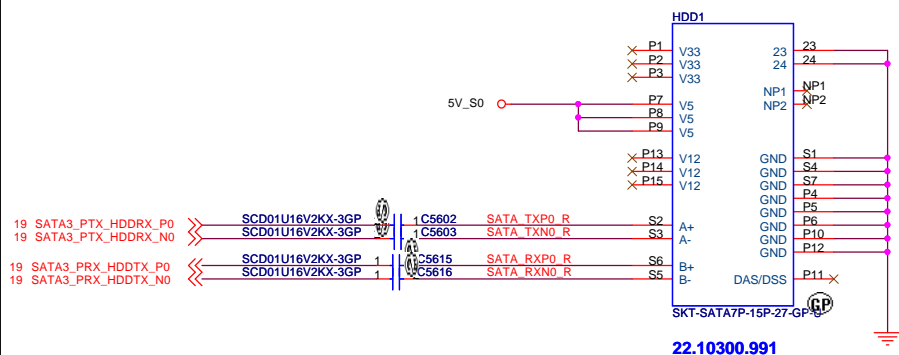 HDD1
P1 V33 23 23
P2 V33 24 24
P3 V33
NP1 NP1
5V_S0 P7 V5 NP2 NP2
P8 V5
P9 V5
P13 V12 GND S1
P14 V12 GND S4
P15 V12 GND S7
GND P4
GND P5
19 SATA3_PTX_HDDRX_P0 SCD01U16V2KX-3GP 1 C5602 SATA_TXP0_R S2 A+ GND P6
19 SATA3_PTX_HDDRX_N0 SCD01U16V2KX-3GP 1 C5603 SATA_TXN0_R S3 A- GND P10
GND P12
19 SATA3_PRX_HDDTX_P0 SCD01U16V2KX-3GP 1 C5615 SATA_RXP0_R S6 B+
19 SATA3_PRX_HDDTX_N0 SCD01U16V2KX-3GP 1 C5616 SATA_RXN0_R S5 B- DAS/DSS P11
GP
SKT-SATA7P-15P-27-GP-U
22.10300.991